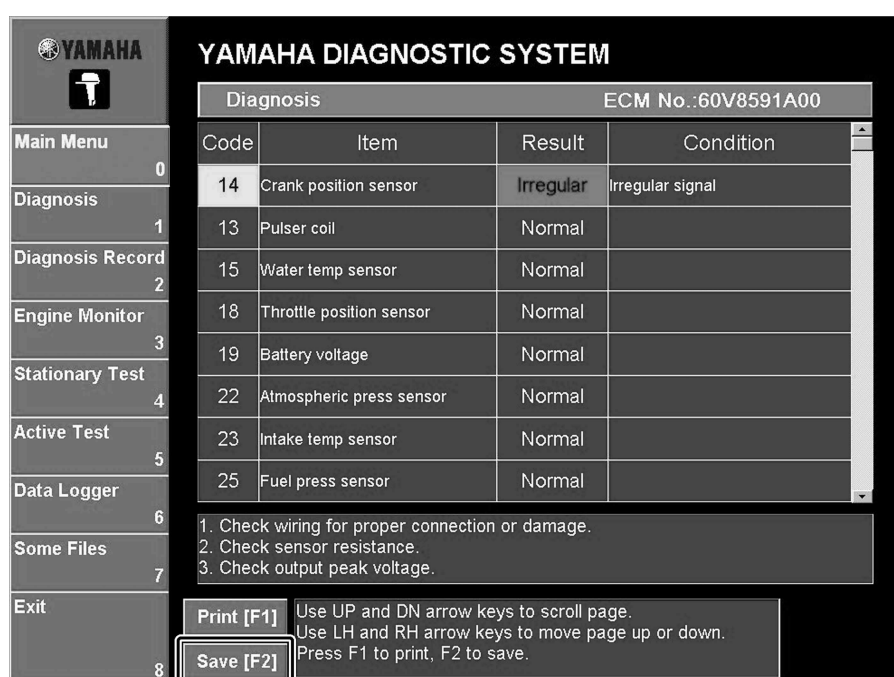 YAMAHA
YAMAHA DIAGNOSTIC SYSTEM
Diagnosis ECM No.:60V8591A00
Main Menu
0
Diagnosis
1
Diagnosis Record
2
Engine Monitor
3
Stationary Test
4
Active Test
5
Data Logger
6
Some Files
7
Exit
8
Code Item Result Condition
14 Crank position sensor Irregular Irregular signal
13 Pulser coil Normal
15 Water temp sensor Normal
18 Throttle position sensor Normal
19 Battery voltage Normal
22 Atmospheric press sensor Normal
23 Intake temp sensor Normal
25 Fuel press sensor Normal
1. Check wiring for proper connection or damage.
2. Check sensor resistance.
3. Check output peak voltage.
Print [F1]
Save [F2]
Use UP and DN arrow keys to scroll page.
Use LH and RH arrow keys to move page up or down.
Press F1 to print, F2 to save.